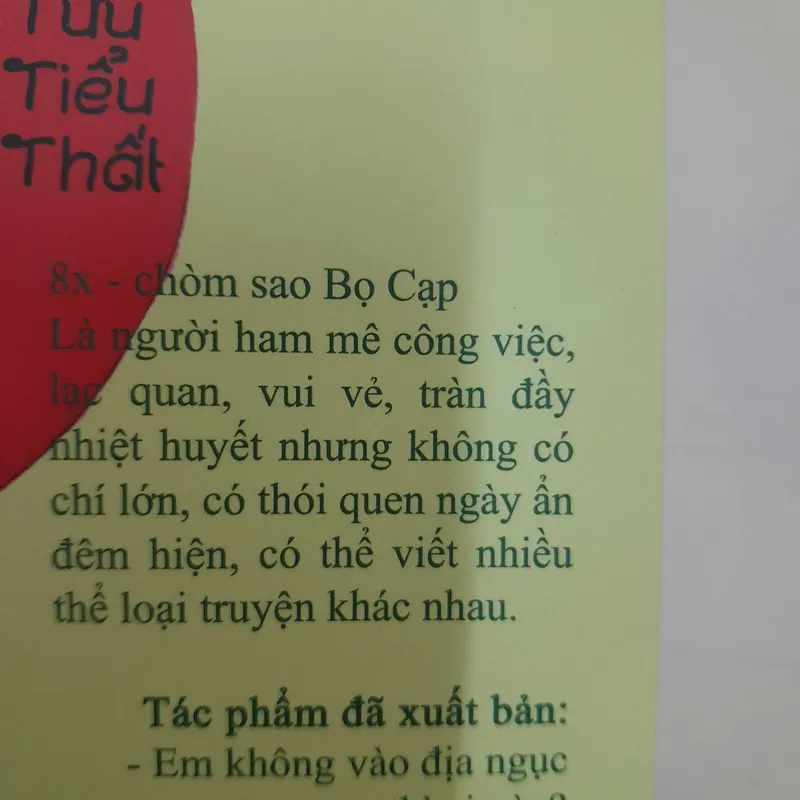 Tửu
Tiểu
Thất
8x - chòm sao Bọ Cạp
Là người ham mê công việc,
lạc quan, vui vẻ, tràn đầy
nhiệt huyết nhưng không có
chí lớn, có thói quen ngày ẩn
đêm hiện, có thể viết nhiều
thể loại truyện khác nhau.
Tác phẩm đã xuất bản:
- Em không vào địa ngục